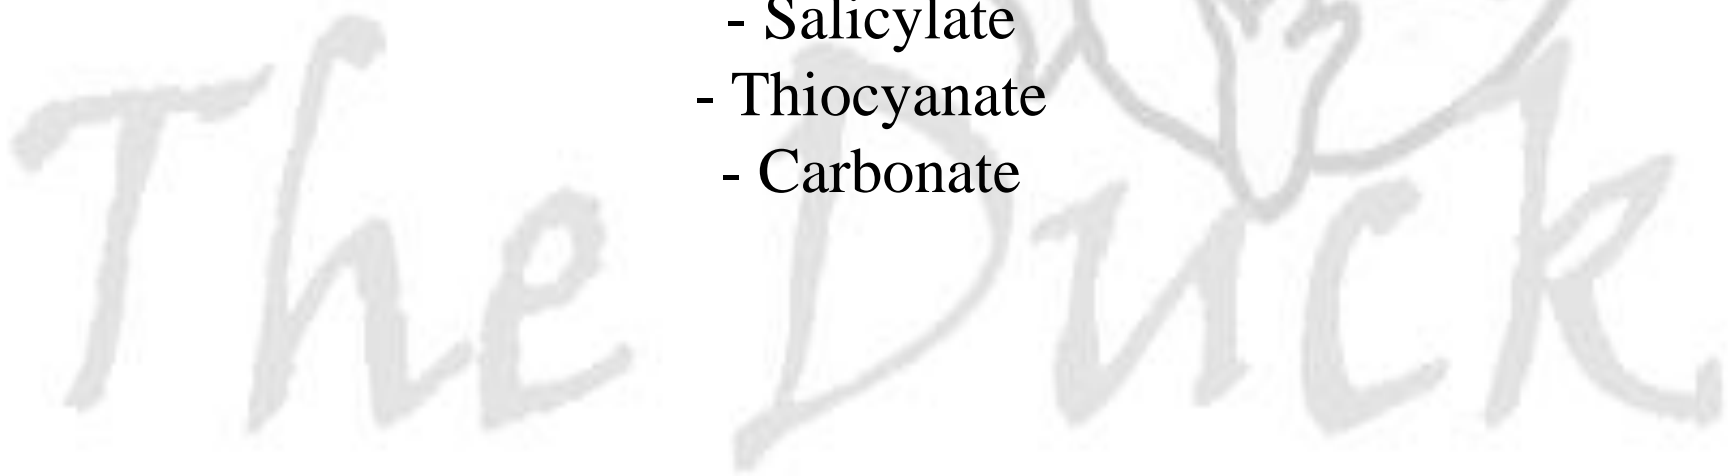 - Salicylate
- Thiocyanate
- Carbonate
The Duck